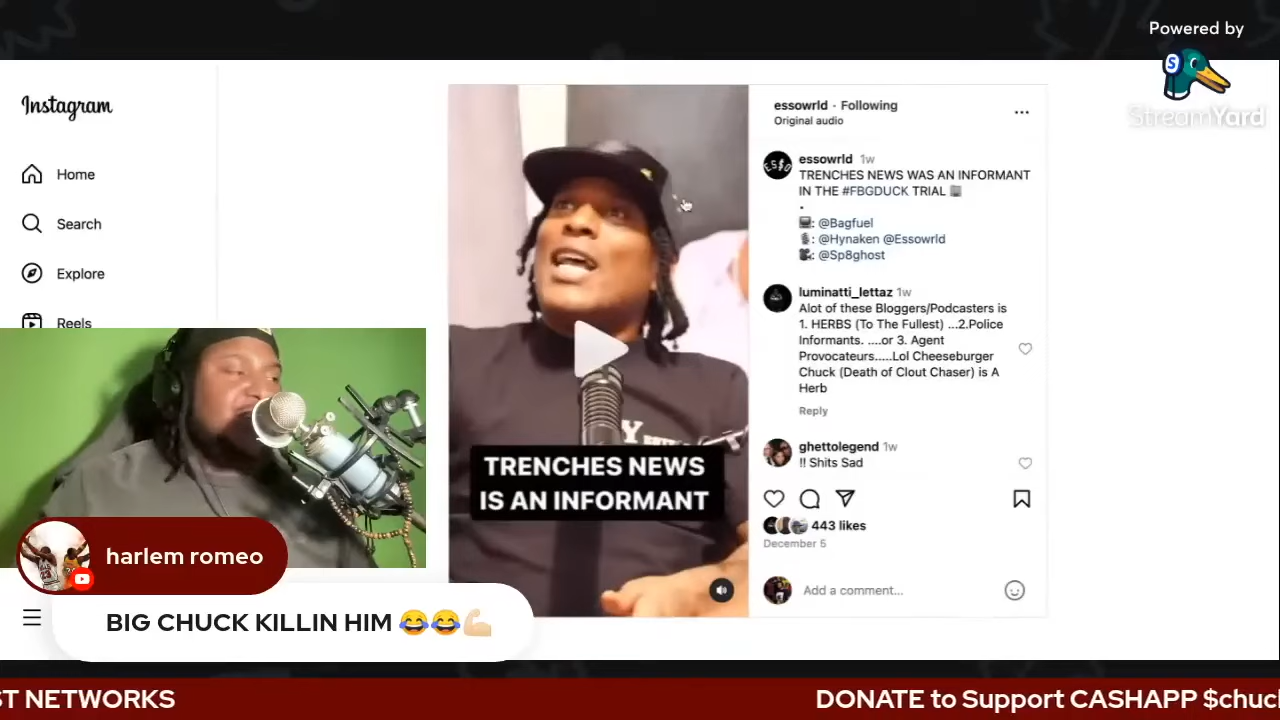 Powered by
StreamYard
Instagram
Home
Search
Explore
Reels
essowrld · Following
Original audio
essowrld 1w
TRENCHES NEWS WAS AN INFORMANT
IN THE #FBGDUCK TRIAL
.
: @Bagfuel
: @Hynaken @Essowrld
: @Sp8ghost
luminatti_lettaz 1w
Alot of these Bloggers/Podcasters is
1. HERBS (To The Fullest) ...2.Police
Informants. ....or 3. Agent
Provocateurs.....Lol Cheeseburger
Chuck (Death of Clout Chaser) is A
Herb
Reply
ghettolegend 1w
!! Shits Sad
443 likes
December 5
Add a comment...
TRENCHES NEWS
IS AN INFORMANT
harlem romeo
BIG CHUCK KILLIN HIM 😂😂💪🏼
ST NETWORKS
DONATE to Support CASHAPP $chuc